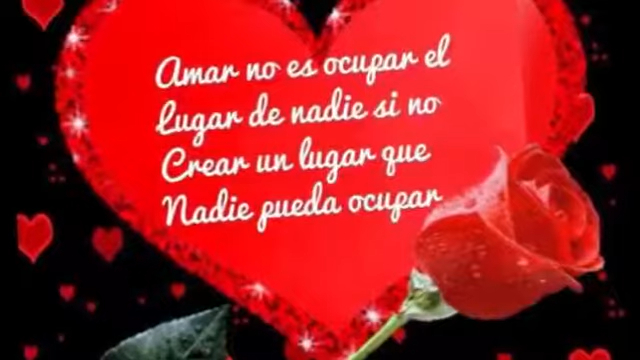 Amar no es ocupar el
Lugar de nadie si no
Crear un lugar que
Nadie pueda ocupar